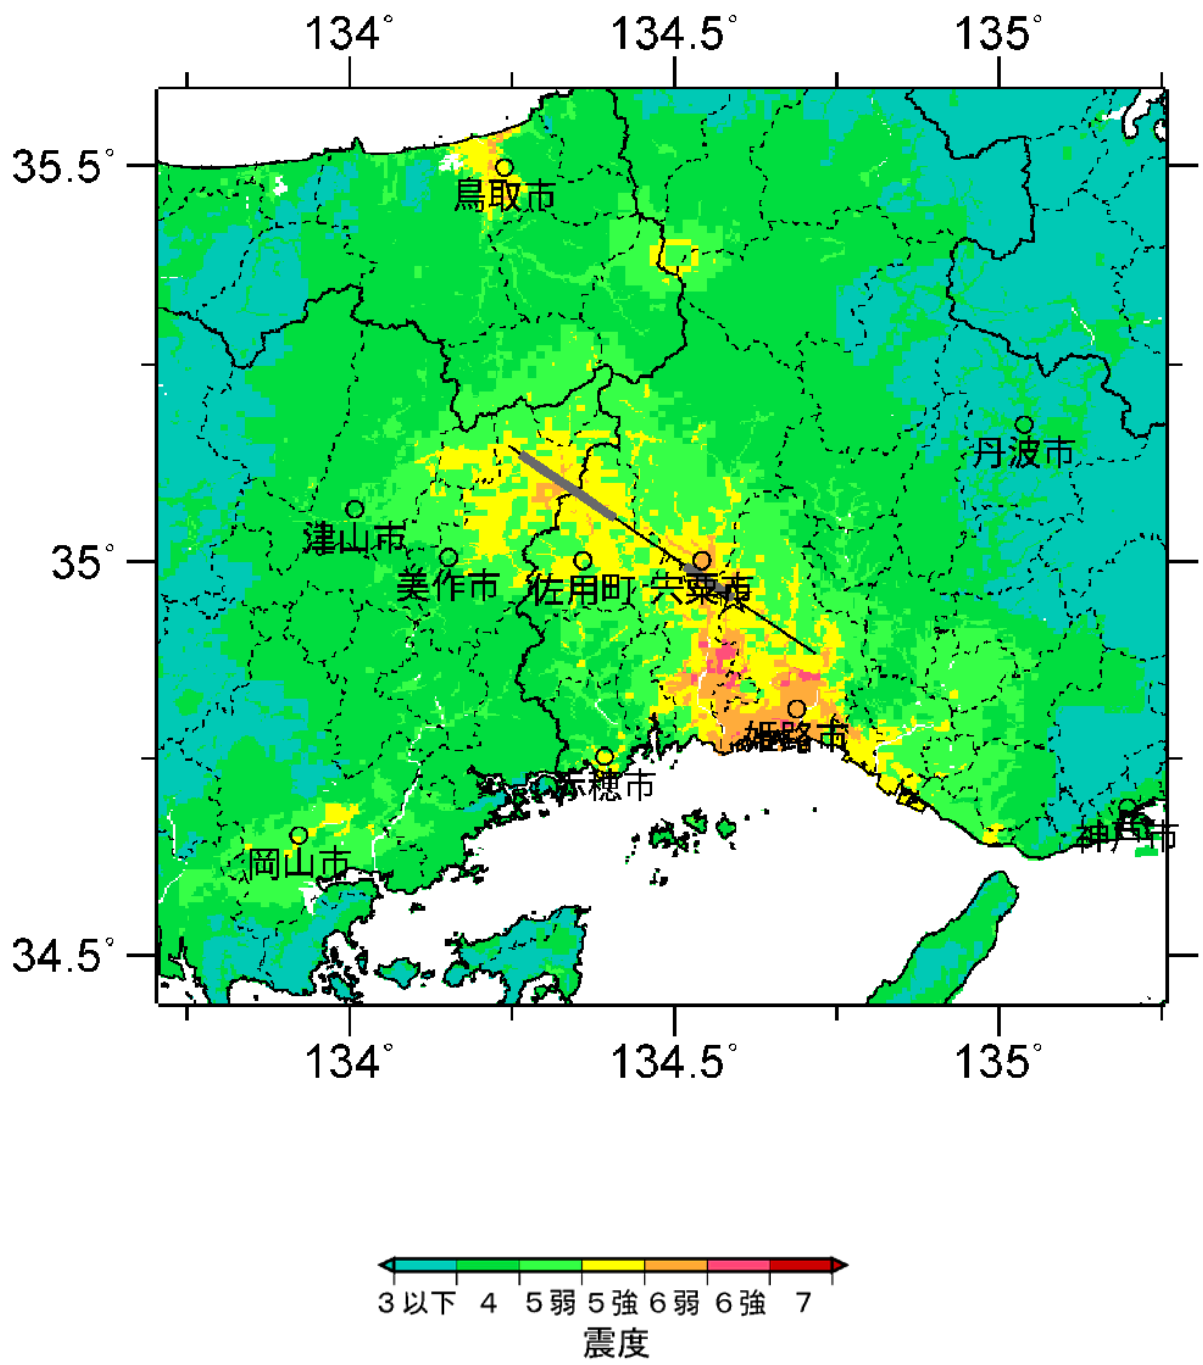 134° 134.5° 135°
35.5°
鳥取市
丹波市
津山市
35°
美作市 佐用町 宍粟市
姫路市
赤穂市
神戸市
岡山市
34.5°
134° 134.5° 135°
3以下 4 5弱 5強 6弱 6強 7
震度